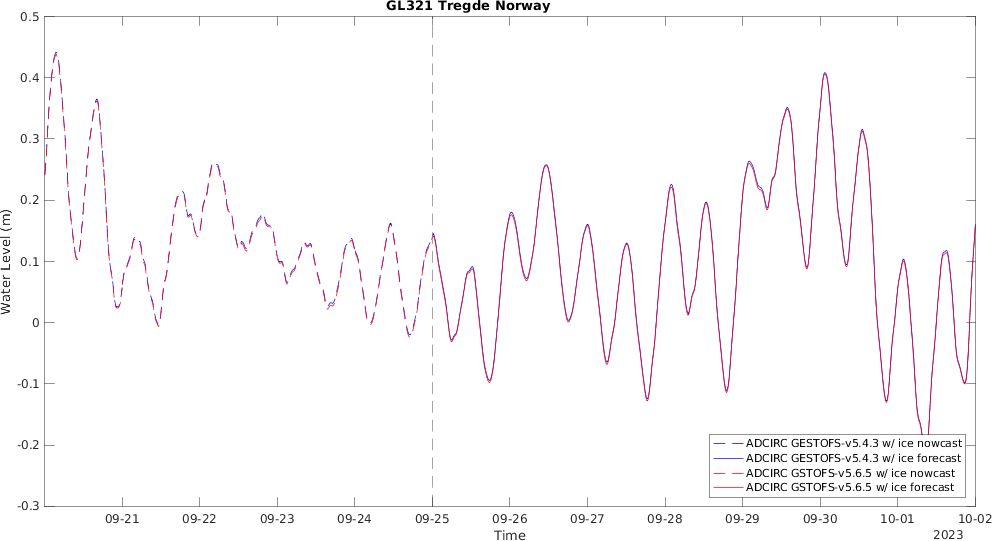 GL321 Tregde Norway
0.5
0.4
0.3
0.2
0.1
0
-0.1
-0.2
-0.3
Water Level (m)
ADCIRC GESTOFS-v5.4.3 w/ ice nowcast
ADCIRC GESTOFS-v5.4.3 w/ ice forecast
ADCIRC GSTOFS-v5.6.5 w/ ice nowcast
ADCIRC GSTOFS-v5.6.5 w/ ice forecast
09-21 09-22 09-23 09-24 09-25 09-26 09-27 09-28 09-29 09-30 10-01 10-02
Time
2023